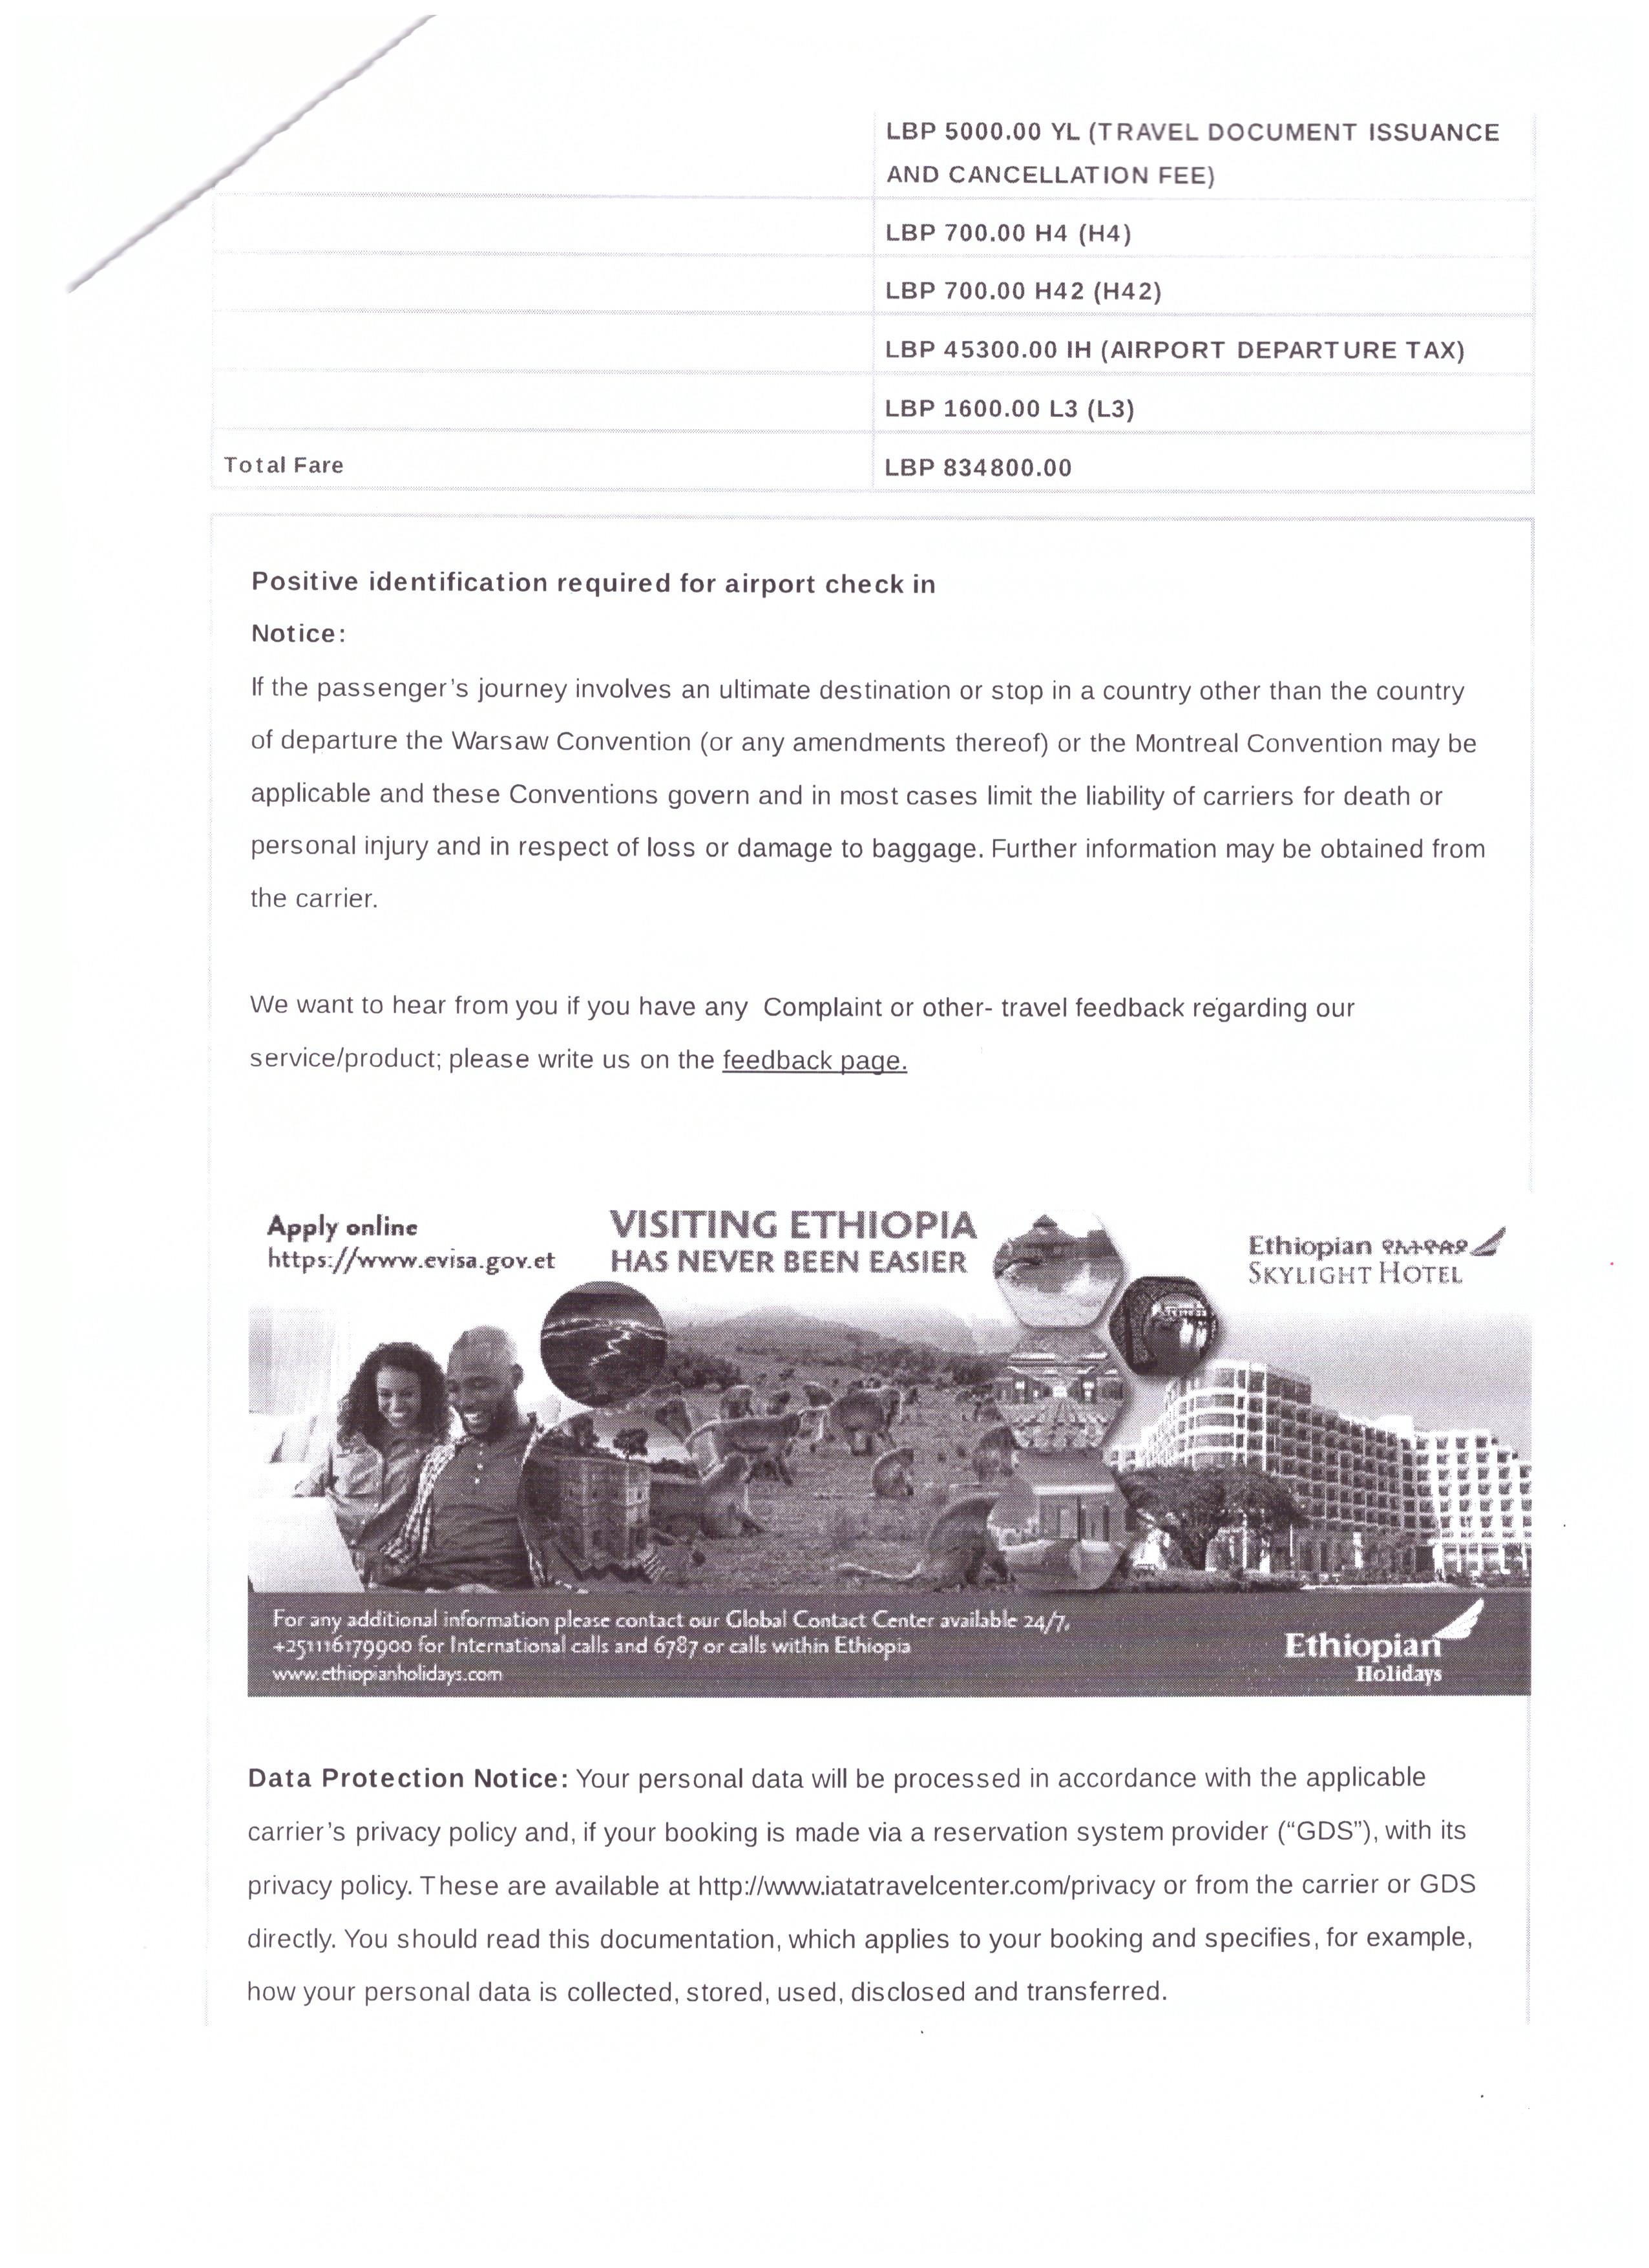 LBP 5000.00 YL (TRAVEL DOCUMENT ISSUANCE
AND CANCELLATION FEE)
LBP 700.00 H4 (H4)
LBP 700.00 H42 (H42)
LBP 45300.00 IH (AIRPORT DEPARTURE TAX)
LBP 1600.00 L3 (L3)
Total Fare LBP 834800.00
Positive identification required for airport check in
Notice:
If the passenger’s journey involves an ultimate destination or stop in a country other than the country
of departure the Warsaw Convention (or any amendments thereof) or the Montreal Convention may be
applicable and these Conventions govern and in most cases limit the liability of carriers for death or
personal injury and in respect of loss or damage to baggage. Further information may be obtained from
the carrier.
We want to hear from you if you have any Complaint or other- travel feedback regarding our
service/product; please write us on the feedback page.
Apply online
https://www.evisa.gov.et
VISITING ETHIOPIA
HAS NEVER BEEN EASIER
Ethiopian የኢትዮጵያ
SKYLIGHT HOTEL
For any additional information please contact our Global Contact Center available 24/7,
+251116179900 for International calls and 6787 or calls within Ethiopia
www.ethiopianholidays.com
Ethiopian
Holidays
Data Protection Notice: Your personal data will be processed in accordance with the applicable
carrier’s privacy policy and, if your booking is made via a reservation system provider (“GDS”), with its
privacy policy. These are available at http://www.iatatravelcenter.com/privacy or from the carrier or GDS
directly. You should read this documentation, which applies to your booking and specifies, for example,
how your personal data is collected, stored, used, disclosed and transferred.